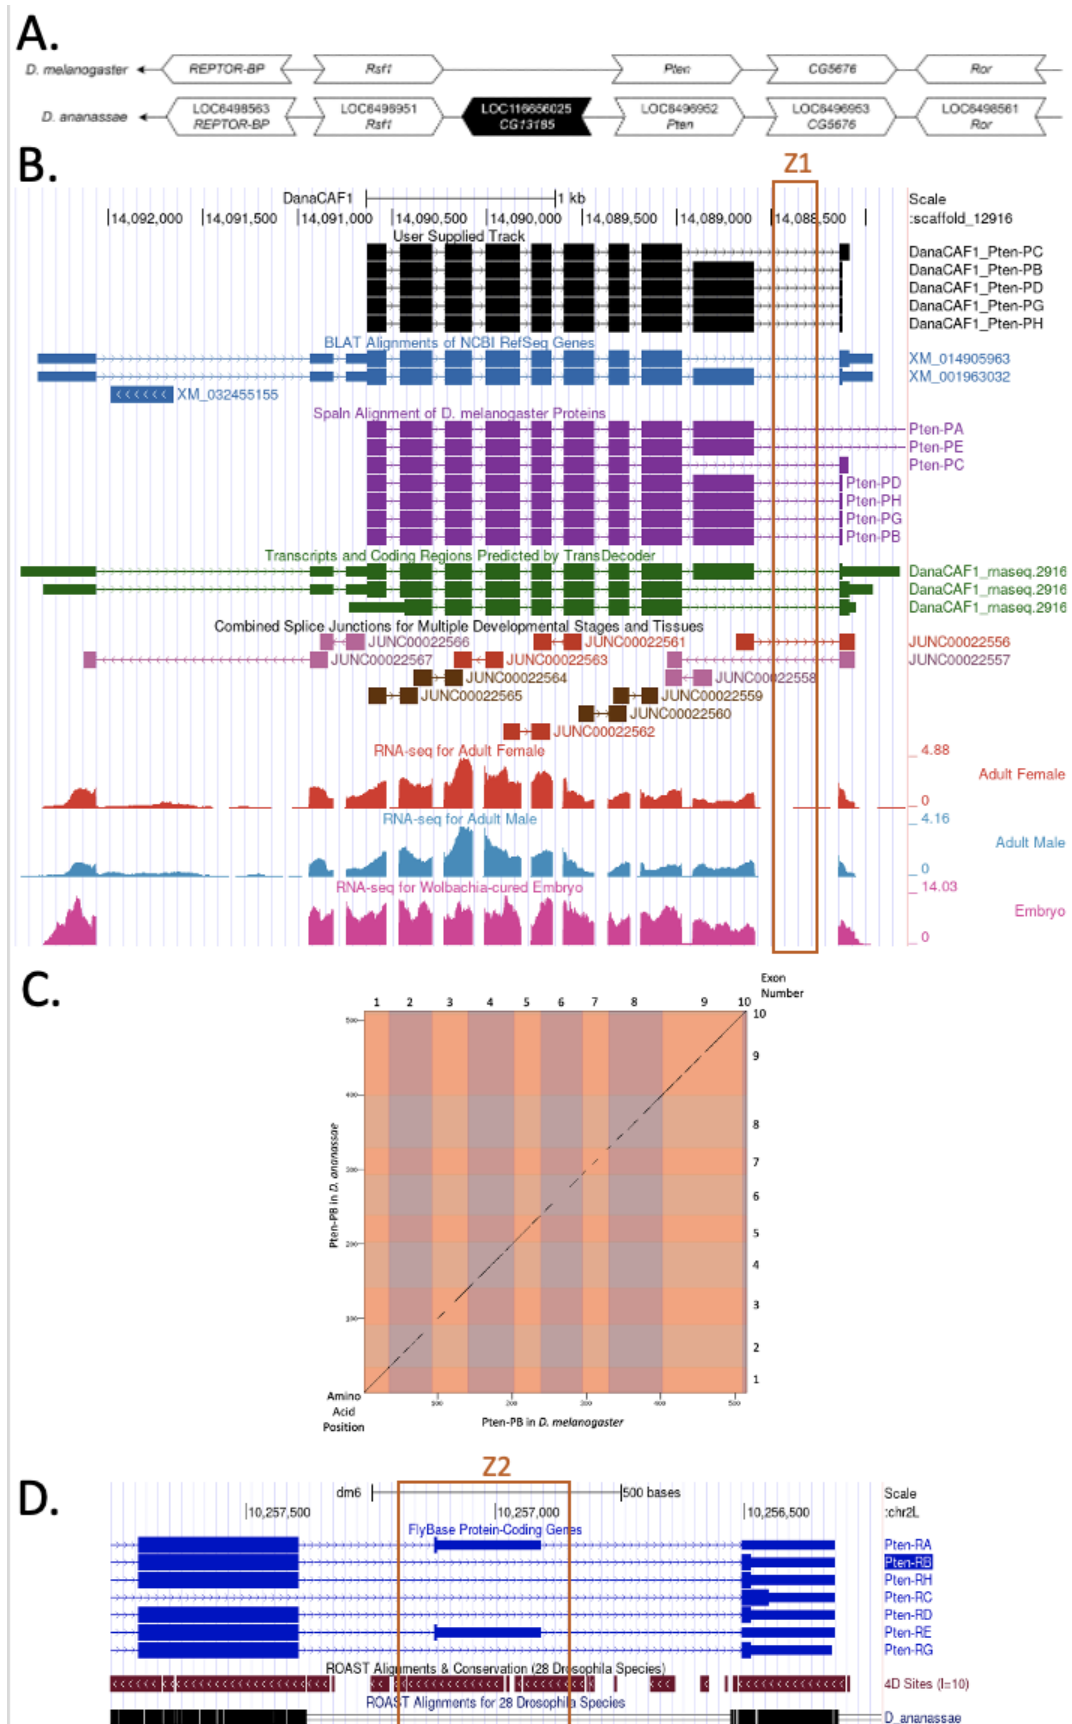 A.
D. melanogaster REPTOR-BP Rsf1 Pten CG5676 Ror
LOC6498563 LOC6496951 LOC116656025 LOC6496952 LOC6496953 LOC6498561
D. ananassae REPTOR-BP Rsf1 CG13185 Pten CG5676 Ror
B.
Z1
DanaCAF1 1 kb Scale
14,092,000 14,091,500 14,091,000 14,090,500 14,090,000 14,089,500 14,089,000 14,088,500 :scaffold_12916
User Supplied Track
DanaCAF1_Pten-PC
DanaCAF1_Pten-PB
DanaCAF1_Pten-PD
DanaCAF1_Pten-PG
DanaCAF1_Pten-PH
BLAT Alignments of NCBI RefSeq Genes
XM_014905963
XM_001963032
XM_032455155
Spaln Alignment of D. melanogaster Proteins
Pten-PA
Pten-PE
Pten-PC
Pten-PD
Pten-PH
Pten-PG
Pten-PB
Transcripts and Coding Regions Predicted by TransDecoder
DanaCAF1_rnaseq.2916
DanaCAF1_rnaseq.2916
DanaCAF1_rnaseq.2916
Combined Splice Junctions for Multiple Developmental Stages and Tissues
JUNC00022566 JUNC00022561 JUNC00022556
JUNC00022567 JUNC00022563 JUNC00022557
JUNC00022564 JUNC00022558
JUNC00022565 JUNC00022559
JUNC00022560
JUNC00022562
RNA-seq for Adult Female 4.88
Adult Female
0
RNA-seq for Adult Male 4.16
Adult Male
0
RNA-seq for Wolbachia-cured Embryo 14.03
Embryo
0
C.
Exon
Number
1 2 3 4 5 6 7 8 9 10
10
9
8
7
6
5
4
3
2
1
500
400
300
200
100
Pten-PB in D. ananassae
Amino
Acid
Position
100 200 300 400 500
Pten-PB in D. melanogaster
D.
Z2
dm6 500 bases Scale
10,257,500 10,257,000 10,256,500 :chr2L
FlyBase Protein-Coding Genes
Pten-RA
Pten-RB
Pten-RH
Pten-RC
Pten-RD
Pten-RE
Pten-RG
ROAST Alignments & Conservation (28 Drosophila Species)
4D Sites (l=10)
ROAST Alignments for 28 Drosophila Species
D_ananassae